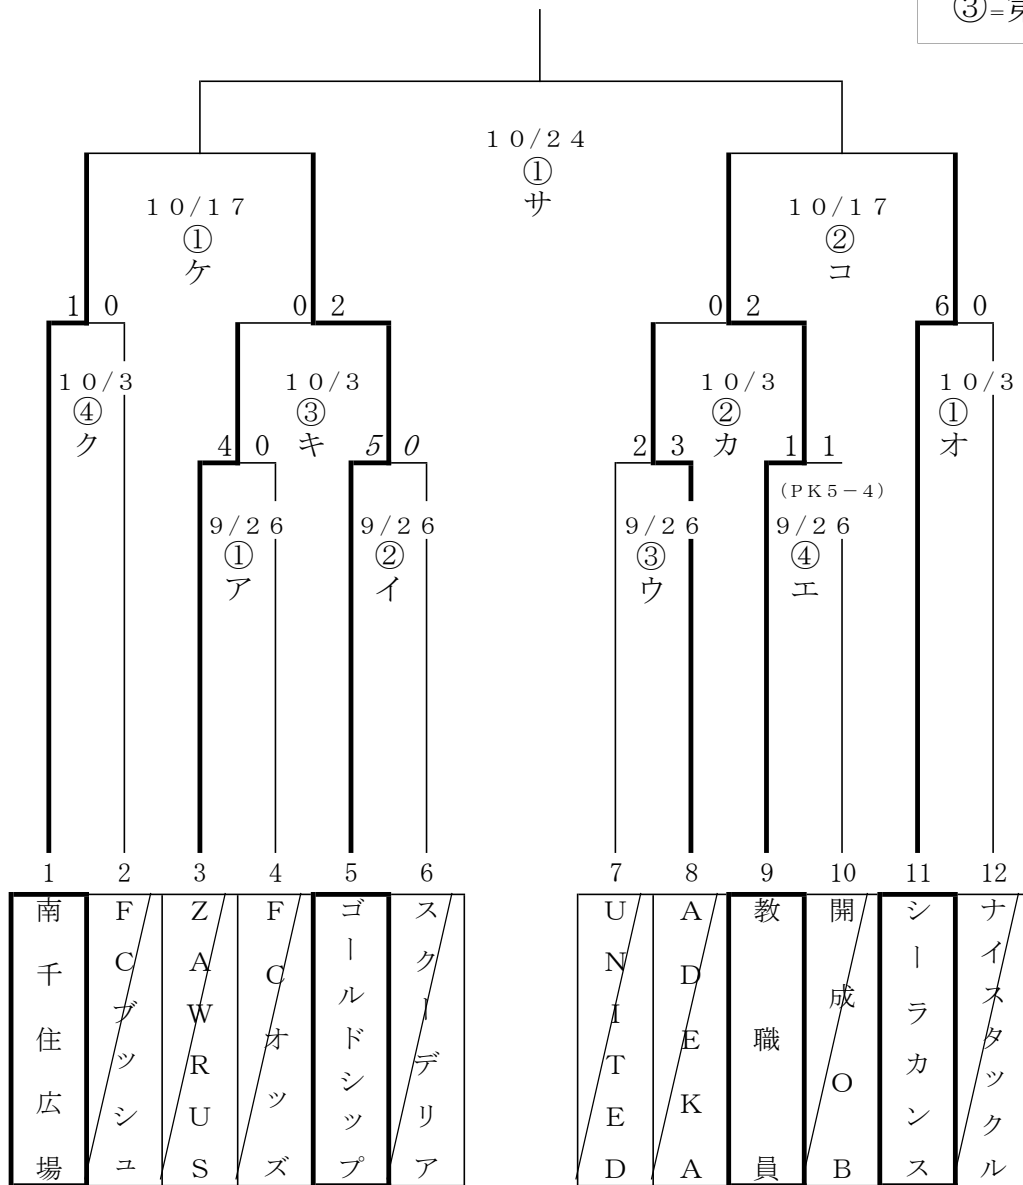 ③=
１０/２４
①
サ
１０/１７
①
ケ
１０/１７
②
コ
1 0
0 2
0 2
6 0
１０/３
④
ク
１０/３
③
キ
１０/３
②
カ
１０/３
①
オ
4 0
5 0
2 3
1 1
（ＰＫ５－４）
９/２６
①
ア
９/２６
②
イ
９/２６
③
ウ
９/２６
④
エ
1 2 3 4 5 6 7 8 9 10 11 12
南千住広場
ＦＣブッシュ
ＺＡＷＲＵＳ
ＦＣオッズ
ゴールドシップ
スクーデリア
ＵＮＩＴＥＤ
ＡＤＥＫＡ
教職員
開成ＯＢ
シーラカンス
ナイスタックル